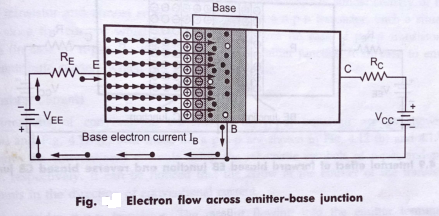 Base
R_E
E
C
R_C
V_EE
V_CC
B
Base electron current I_B
Fig. Electron flow across emitter-base junction